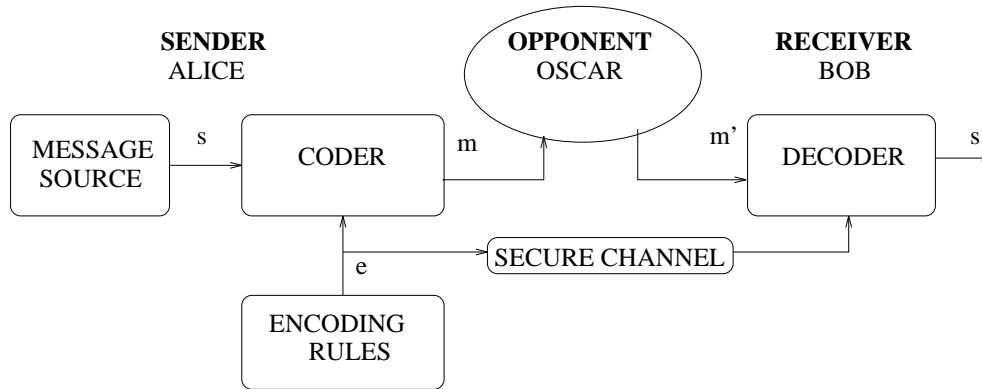 SENDER
ALICE
OPPONENT
OSCAR
RECEIVER
BOB
MESSAGE
SOURCE
s
CODER
m
m'
DECODER
s
SECURE CHANNEL
e
ENCODING
RULES